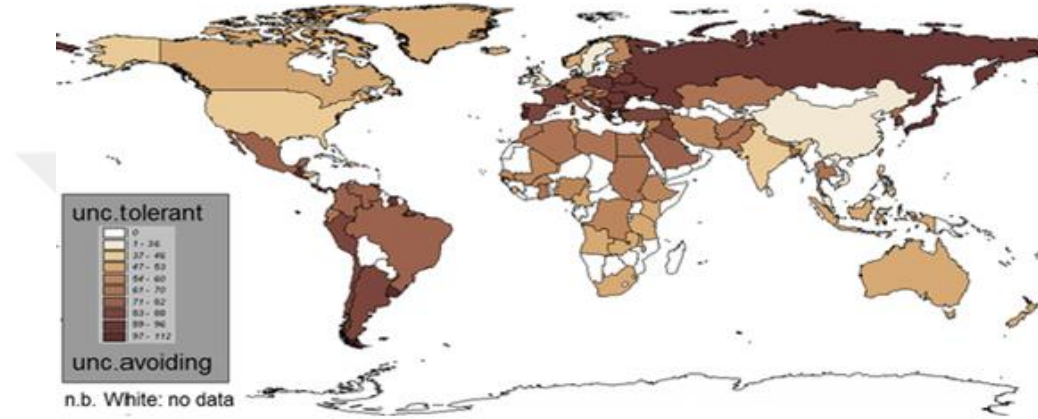 unc.tolerant
0
1 - 36
37 - 46
47 - 53
54 - 60
61 - 70
71 - 82
83 - 88
89 - 96
97 - 112
unc.avoiding
n.b. White: no data